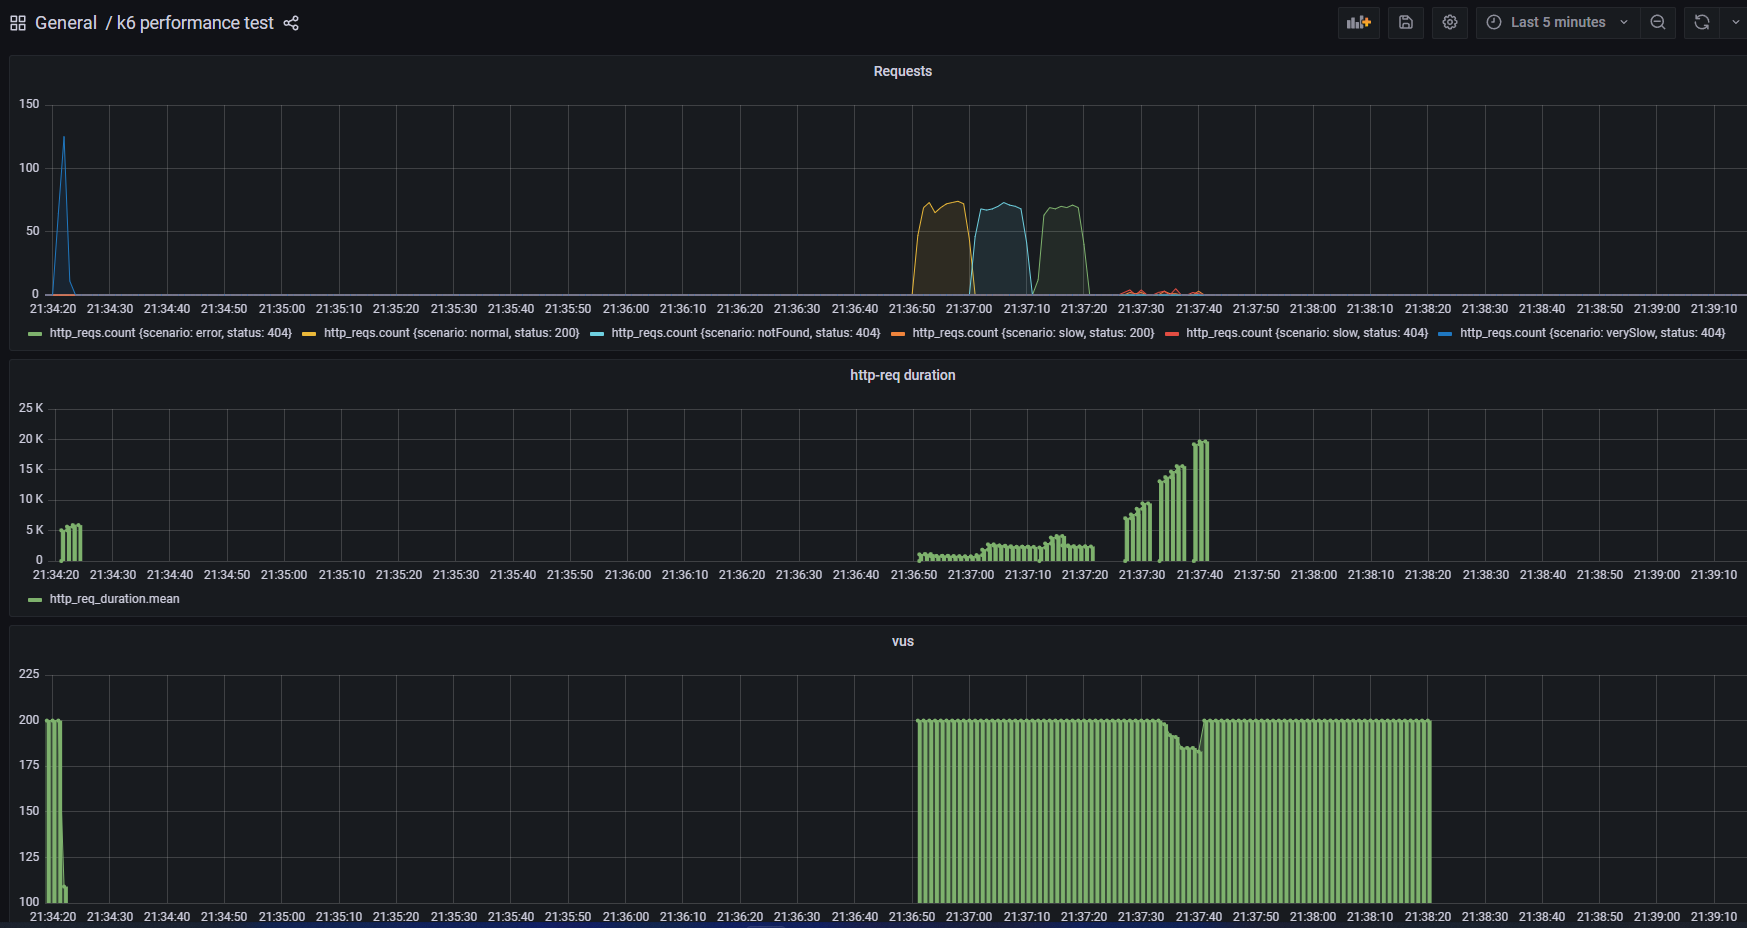 General / k6 performance test
Last 5 minutes
Requests
150
100
50
0
21:34:20 21:34:30 21:34:40 21:34:50 21:35:00 21:35:10 21:35:20 21:35:30 21:35:40 21:35:50 21:36:00 21:36:10 21:36:20 21:36:30 21:36:40 21:36:50 21:37:00 21:37:10 21:37:20 21:37:30 21:37:40 21:37:50 21:38:00 21:38:10 21:38:20 21:38:30 21:38:40 21:38:50 21:39:00 21:39:10
http_reqs.count {scenario: error, status: 404} http_reqs.count {scenario: normal, status: 200} http_reqs.count {scenario: notFound, status: 404} http_reqs.count {scenario: slow, status: 200} http_reqs.count {scenario: slow, status: 404} http_reqs.count {scenario: verySlow, status: 404}
http-req duration
25 K
20 K
15 K
10 K
5 K
0
21:34:20 21:34:30 21:34:40 21:34:50 21:35:00 21:35:10 21:35:20 21:35:30 21:35:40 21:35:50 21:36:00 21:36:10 21:36:20 21:36:30 21:36:40 21:36:50 21:37:00 21:37:10 21:37:20 21:37:30 21:37:40 21:37:50 21:38:00 21:38:10 21:38:20 21:38:30 21:38:40 21:38:50 21:39:00 21:39:10
http_req_duration.mean
vus
225
200
175
150
125
100
21:34:20 21:34:30 21:34:40 21:34:50 21:35:00 21:35:10 21:35:20 21:35:30 21:35:40 21:35:50 21:36:00 21:36:10 21:36:20 21:36:30 21:36:40 21:36:50 21:37:00 21:37:10 21:37:20 21:37:30 21:37:40 21:37:50 21:38:00 21:38:10 21:38:20 21:38:30 21:38:40 21:38:50 21:39:00 21:39:10